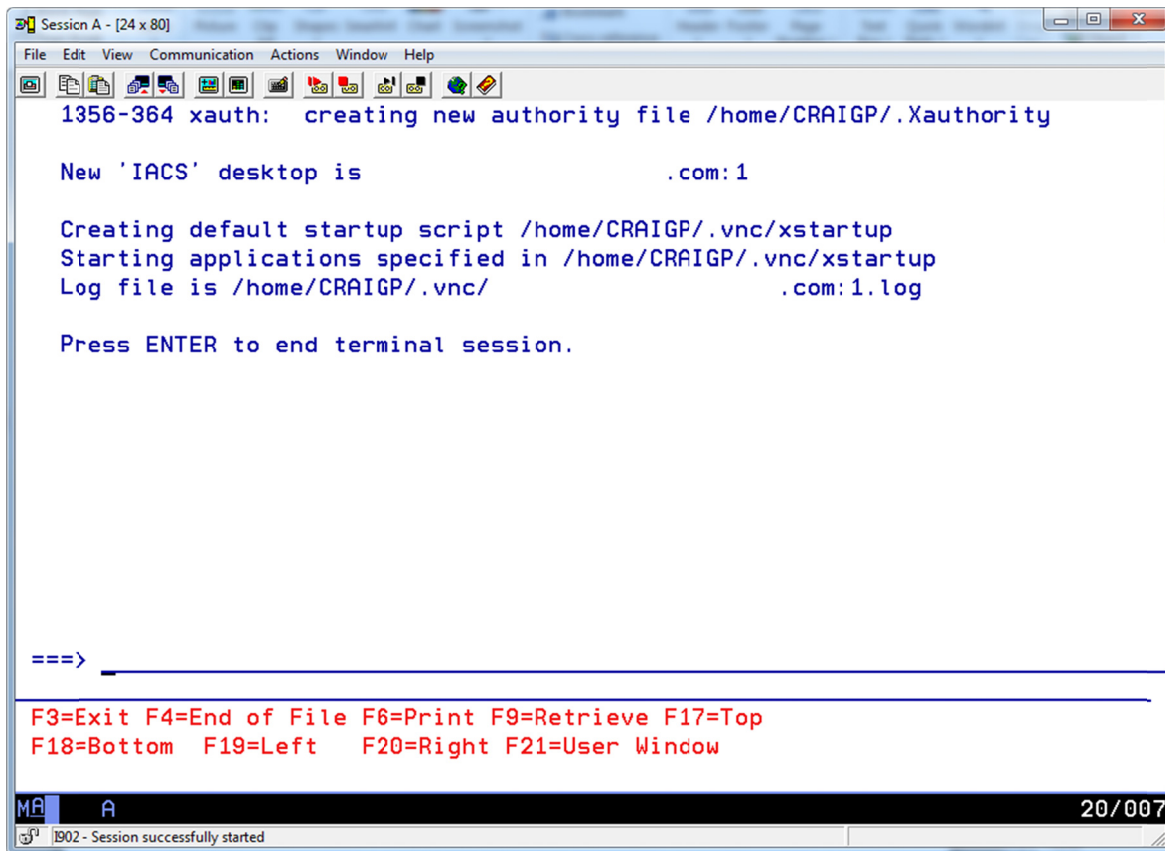 Session A - [24 x 80]
File Edit View Communication Actions Window Help
1356-364 xauth:  creating new authority file /home/CRAIGP/.Xauthority
New 'IACS' desktop is                     .com:1
Creating default startup script /home/CRAIGP/.vnc/xstartup
Starting applications specified in /home/CRAIGP/.vnc/xstartup
Log file is /home/CRAIGP/.vnc/                    .com:1.log
Press ENTER to end terminal session.
===>
F3=Exit F4=End of File F6=Print F9=Retrieve F17=Top
F18=Bottom  F19=Left   F20=Right F21=User Window
MA    A    20/007
I902 - Session successfully started